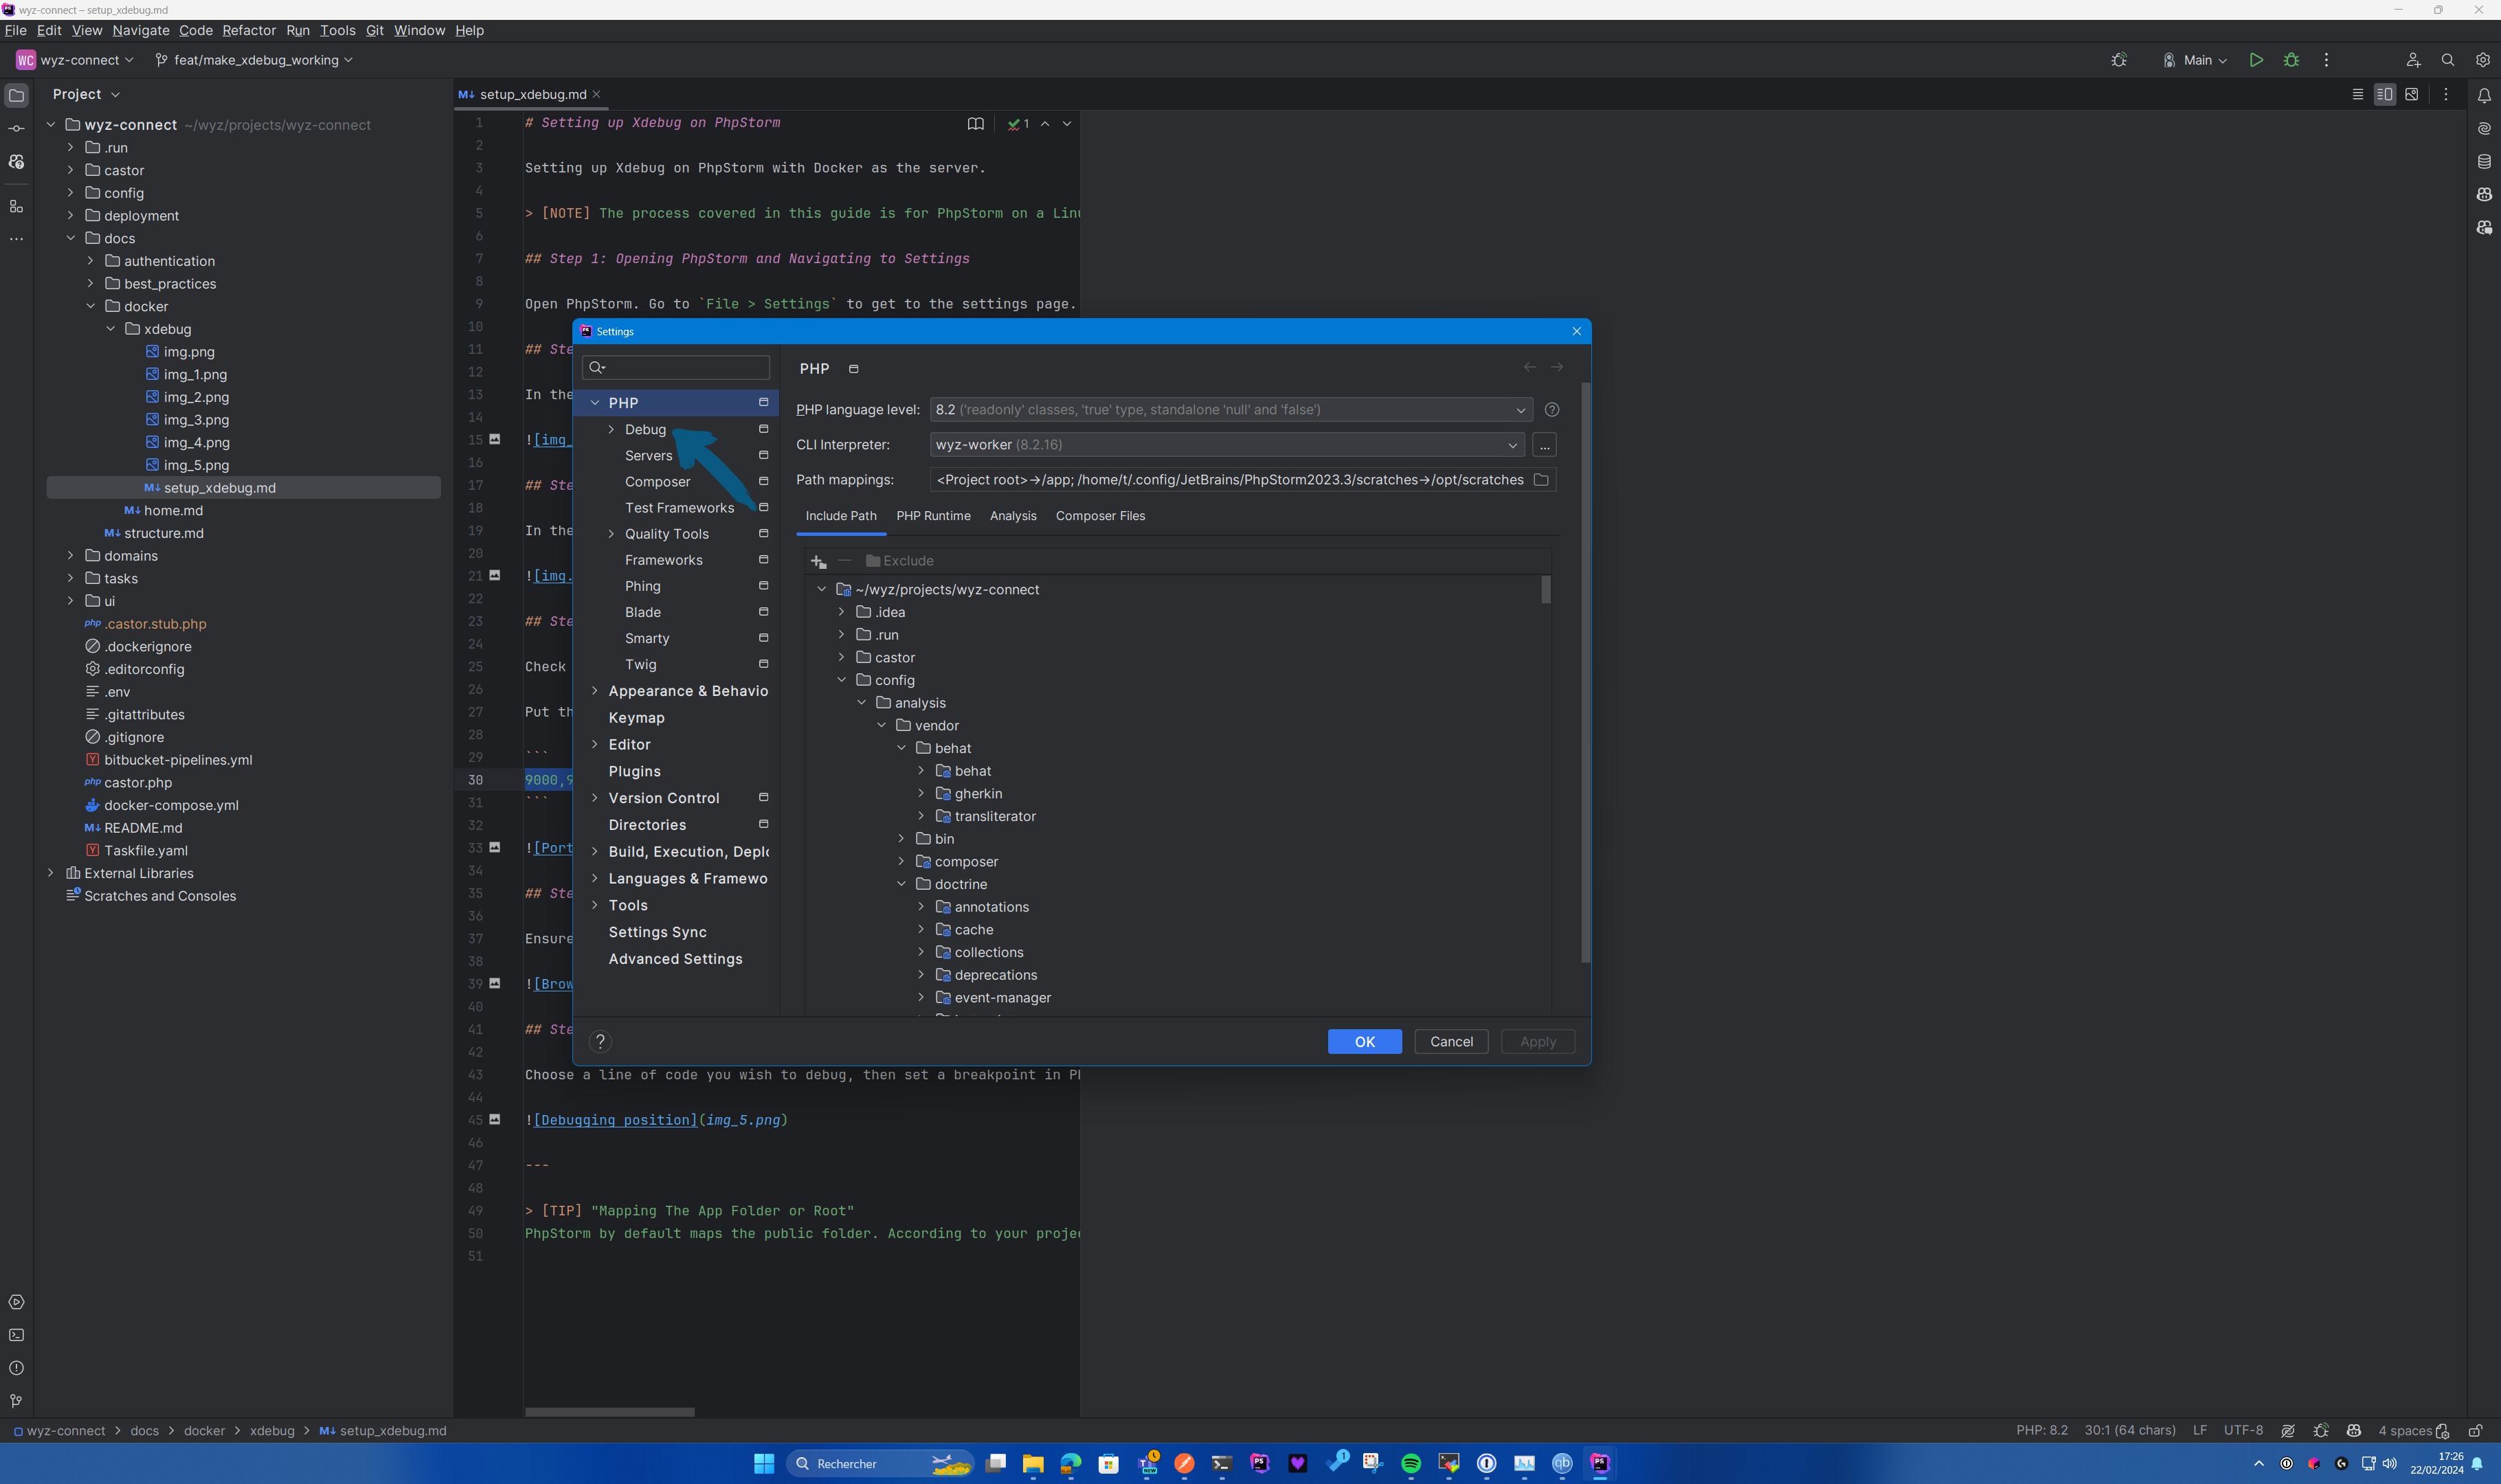 wyz-connect – setup_xdebug.md
File Edit View Navigate Code Refactor Run Tools Git Window Help
WC wyz-connect feat/make_xdebug_working Main
Project
wyz-connect ~/wyz/projects/wyz-connect
.run
castor
config
deployment
docs
authentication
best_practices
docker
xdebug
img.png
img_1.png
img_2.png
img_3.png
img_4.png
img_5.png
setup_xdebug.md
home.md
structure.md
domains
tasks
ui
php .castor.stub.php
.dockerignore
.editorconfig
.env
.gitattributes
.gitignore
bitbucket-pipelines.yml
php castor.php
docker-compose.yml
README.md
Taskfile.yaml
External Libraries
Scratches and Consoles
M↓ setup_xdebug.md
1
1 # Setting up Xdebug on PhpStorm
2
3 Setting up Xdebug on PhpStorm with Docker as the server.
4
5 > [NOTE] The process covered in this guide is for PhpStorm on a Linu
6
7 ## Step 1: Opening PhpStorm and Navigating to Settings
8
9 Open PhpStorm. Go to `File > Settings` to get to the settings page.
10
11 ## Ste
12
13 In the
14
15 ![img_
16
17 ## Ste
18
19 In the
20
21 ![img.
22
23 ## Ste
24
25 Check
26
27 Put th
28
29 ```
30 9000,9
31 ```
32
33 ![Port
34
35 ## Ste
36
37 Ensure
38
39 ![Brow
40
41 ## Ste
42
43 Choose a line of code you wish to debug, then set a breakpoint in P
44
45 ![Debugging position](img_5.png)
46
47 ---
48
49 > [TIP] "Mapping The App Folder or Root"
50 PhpStorm by default maps the public folder. According to your proje
51
Settings
PHP
Debug
Servers
Composer
Test Frameworks
Quality Tools
Frameworks
Phing
Blade
Smarty
Twig
Appearance & Behavio
Keymap
Editor
Plugins
Version Control
Directories
Build, Execution, Depl
Languages & Framewo
Tools
Settings Sync
Advanced Settings
PHP
PHP language level: 8.2 ('readonly' classes, 'true' type, standalone 'null' and 'false')
CLI Interpreter: wyz-worker (8.2.16) ...
Path mappings: <Project root>→/app; /home/t/.config/JetBrains/PhpStorm2023.3/scratches→/opt/scratches
Include Path PHP Runtime Analysis Composer Files
Exclude
~/wyz/projects/wyz-connect
.idea
.run
castor
config
analysis
vendor
behat
behat
gherkin
transliterator
bin
composer
doctrine
annotations
cache
collections
deprecations
event-manager
? OK Cancel Apply
wyz-connect > docs > docker > xdebug > M↓ setup_xdebug.md
PHP: 8.2 30:1 (64 chars) LF UTF-8 4 spaces
Rechercher
17:26
22/02/2024